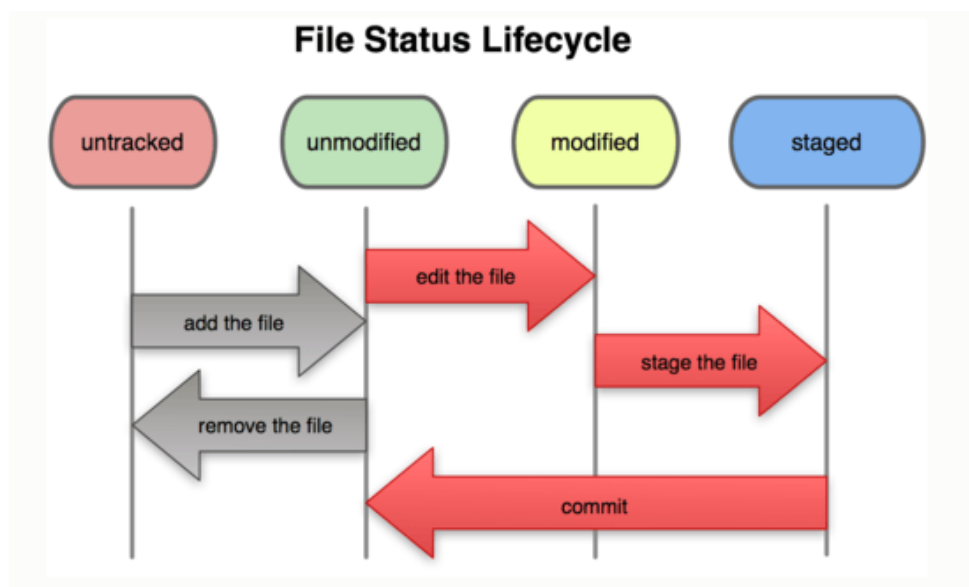 File Status Lifecycle
untracked
unmodified
modified
staged
edit the file
add the file
stage the file
remove the file
commit